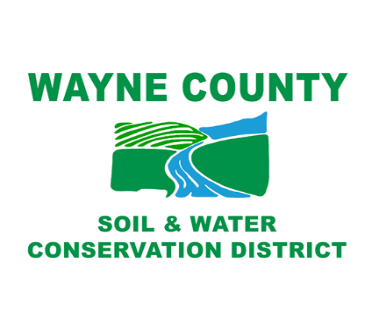 WAYNE COUNTY
SOIL & WATER
CONSERVATION DISTRICT